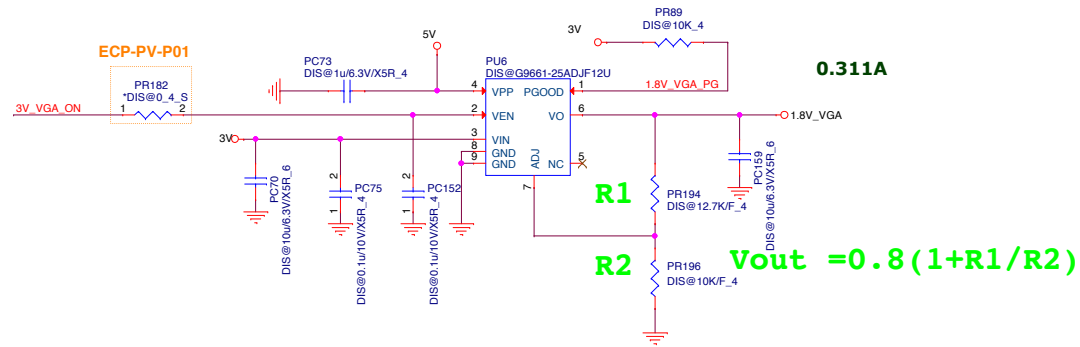 PR89
DIS@10K_4
5V
3V
ECP-PV-P01
PC73
DIS@1u/6.3V/X5R_4
PU6
DIS@G9661-25ADJF12U
0.311A
PR182
*DIS@0_4_S
4
VPP
PGOOD
1
1.8V_VGA_PG
3V_VGA_ON
1
2
2
VEN
VO
6
1.8V_VGA
3V
3
VIN
8
GND
9
GND
ADJ
NC
5
7
PC70
DIS@10u/6.3V/X5R_6
2
PC75
1
DIS@0.1u/10V/X5R_4
2
PC152
1
DIS@0.1u/10V/X5R_4
R1
PR194
DIS@12.7K/F_4
PC159
DIS@10u/6.3V/X5R_6
R2
PR196
DIS@10K/F_4
Vout =0.8(1+R1/R2)